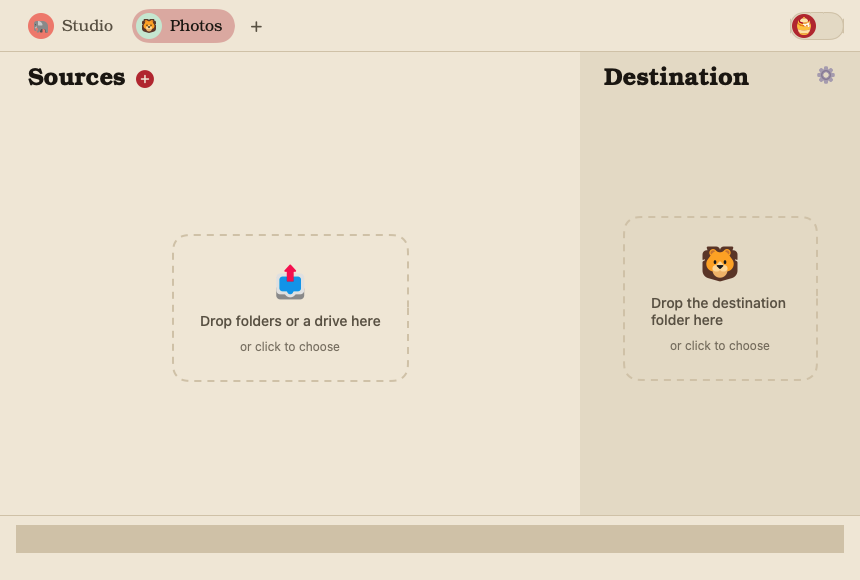 Studio
Photos
Sources
Destination
Drop folders or a drive here
or click to choose
Drop the destination
folder here
or click to choose